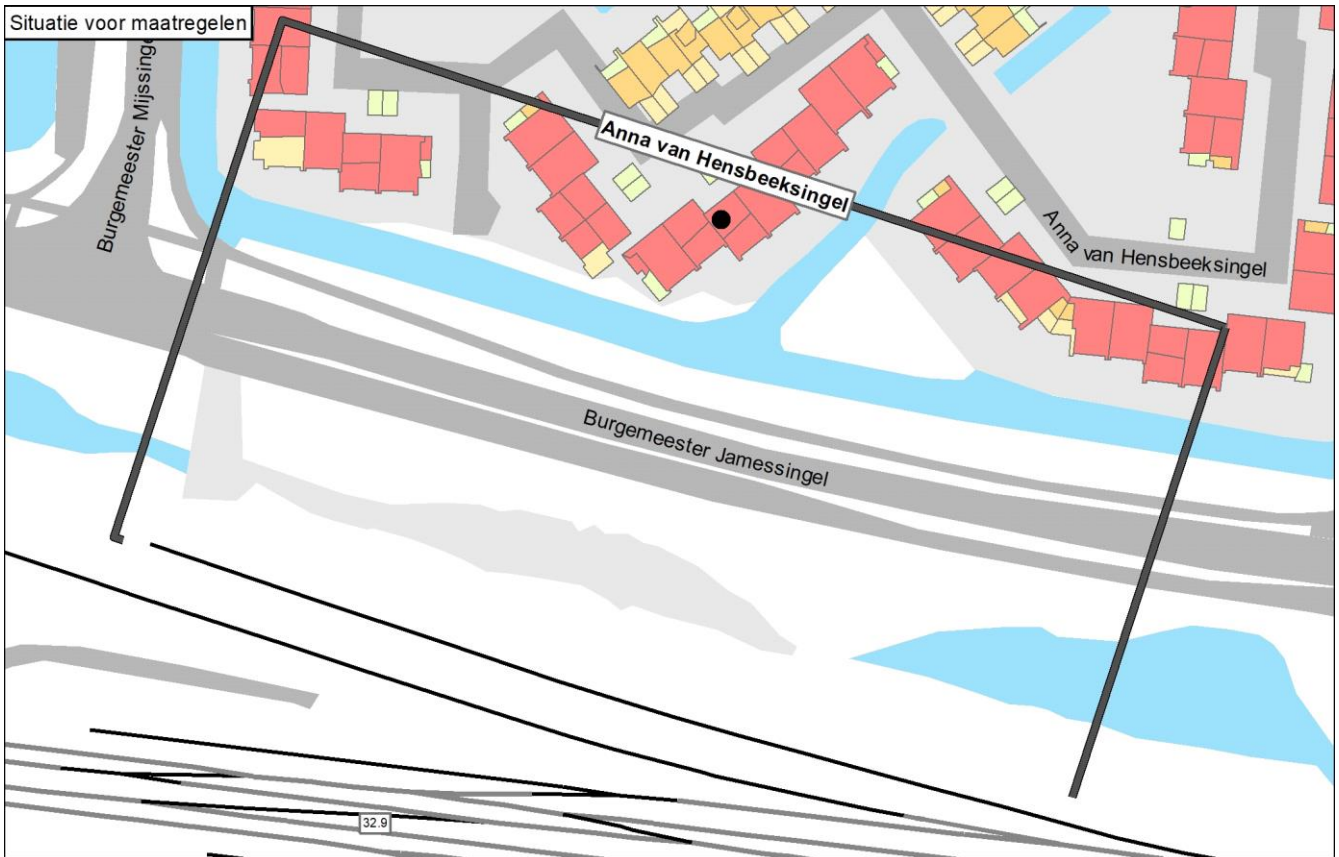 Situatie voor maatregelen
Burgemeester Mijssinge
Anna van Hensbeeksingel
Anna van Hensbeeksingel
Burgemeester Jamessingel
32.9